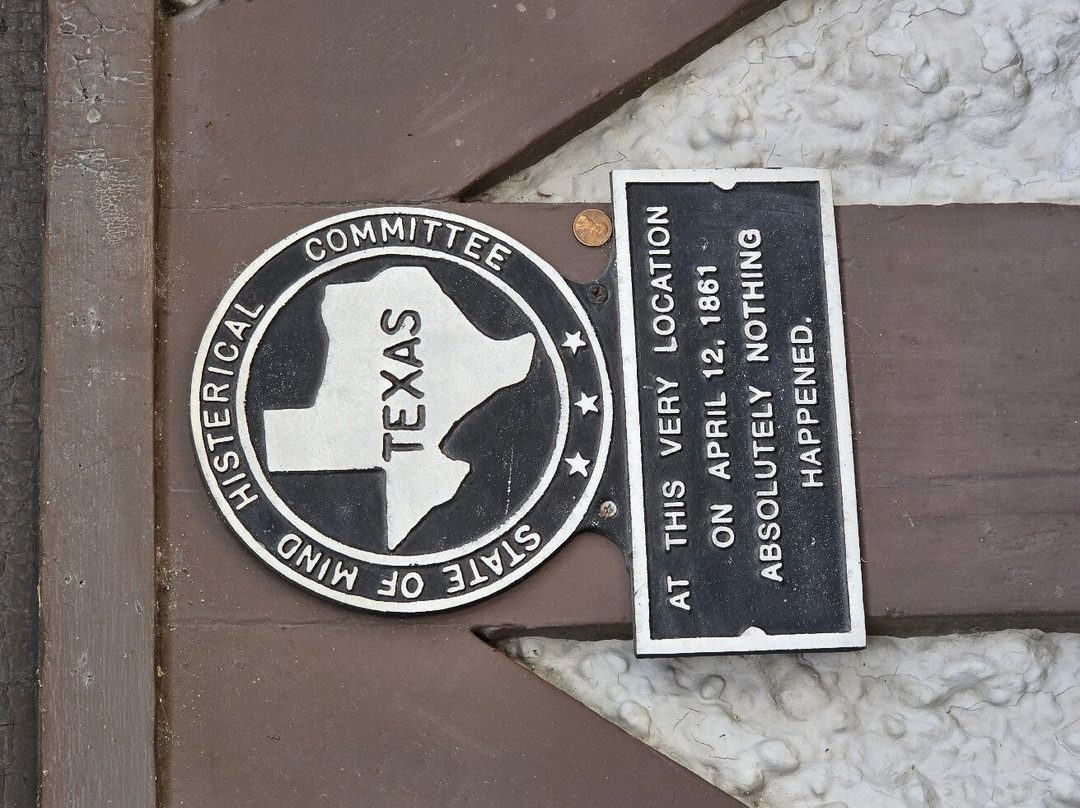 STATE OF MIND HISTERICAL COMMITTEE
TEXAS
AT THIS VERY LOCATION
ON APRIL 12, 1861
ABSOLUTELY NOTHING
HAPPENED.